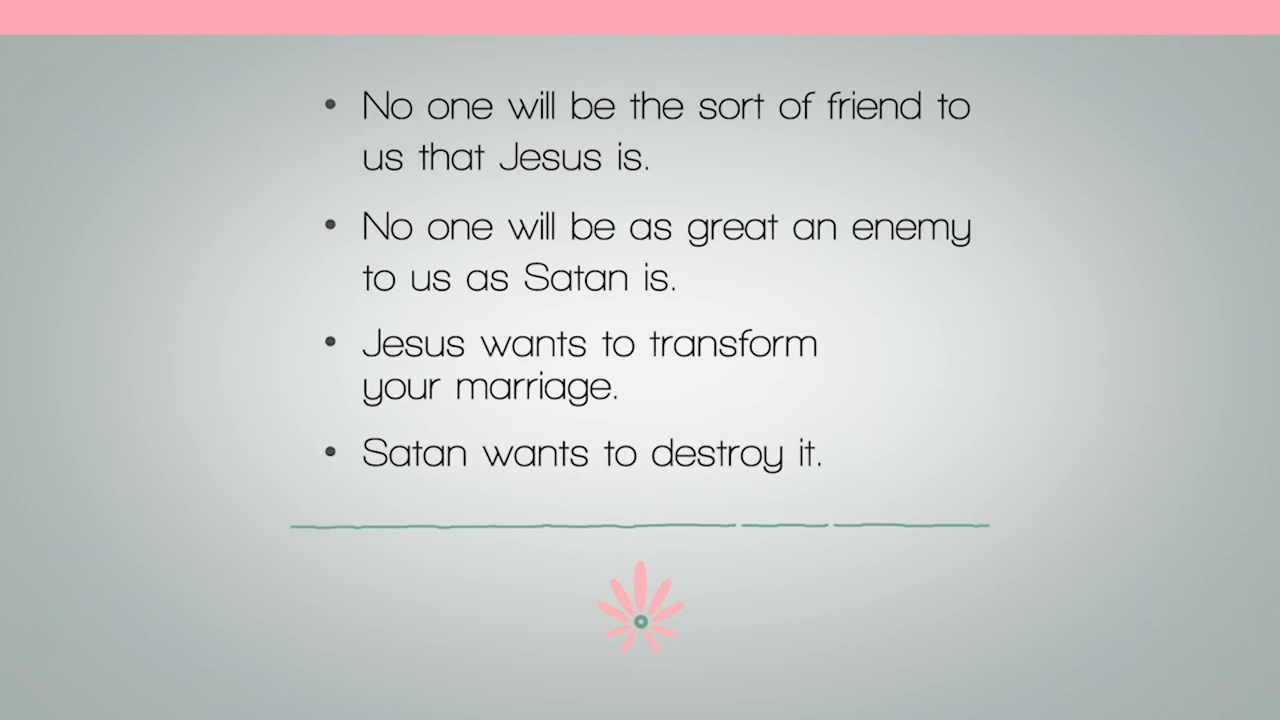 • No one will be the sort of friend to
us that Jesus is.
• No one will be as great an enemy
to us as Satan is.
• Jesus wants to transform
your marriage.
• Satan wants to destroy it.